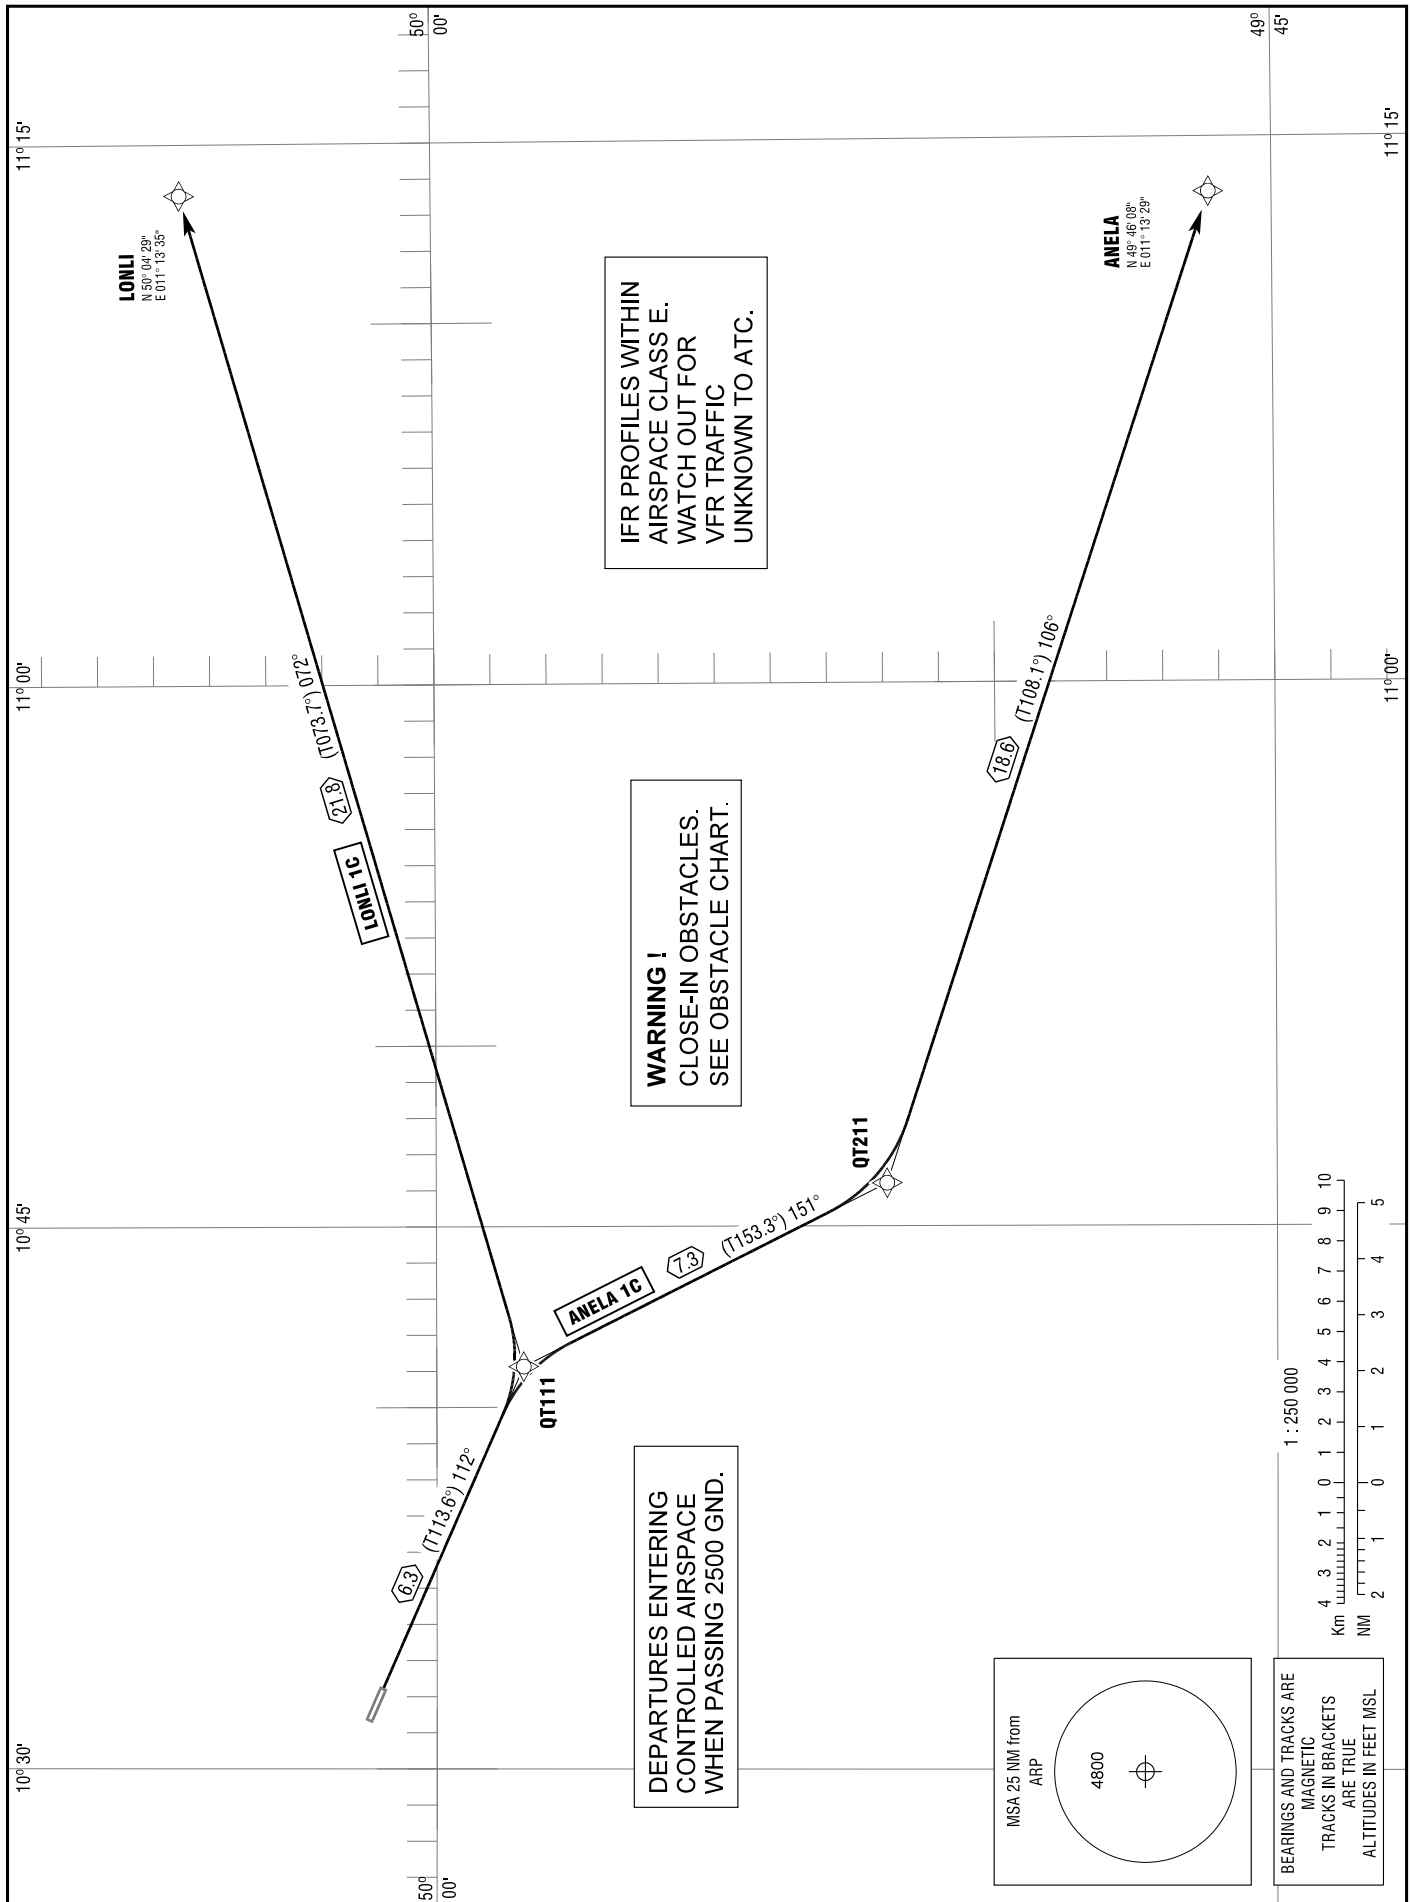 10° 30'
10° 45'
11° 00'
11° 15'
50°
00'
50°
00'
49°
45'
11° 00'
11° 15'
LONLI
N 50° 04' 29"
E 011° 13' 35"
(T073.7°) 072°
21.8
LONLI 1C
6.3
(T113.6°) 112°
QT111
ANELA 1C
7.3
(T153.3°) 151°
QT211
18.6
(T108.1°) 106°
ANELA
N 49° 46' 08"
E 011° 13' 29"
DEPARTURES ENTERING
CONTROLLED AIRSPACE
WHEN PASSING 2500 GND.
WARNING !
CLOSE-IN OBSTACLES.
SEE OBSTACLE CHART.
IFR PROFILES WITHIN
AIRSPACE CLASS E.
WATCH OUT FOR
VFR TRAFFIC
UNKNOWN TO ATC.
MSA 25 NM from
ARP
4800
BEARINGS AND TRACKS ARE
MAGNETIC
TRACKS IN BRACKETS
ARE TRUE
ALTITUDES IN FEET MSL
1 : 250 000
Km 4 3 2 1 0 1 2 3 4 5 6 7 8 9 10
NM 2 1 0 1 2 3 4 5